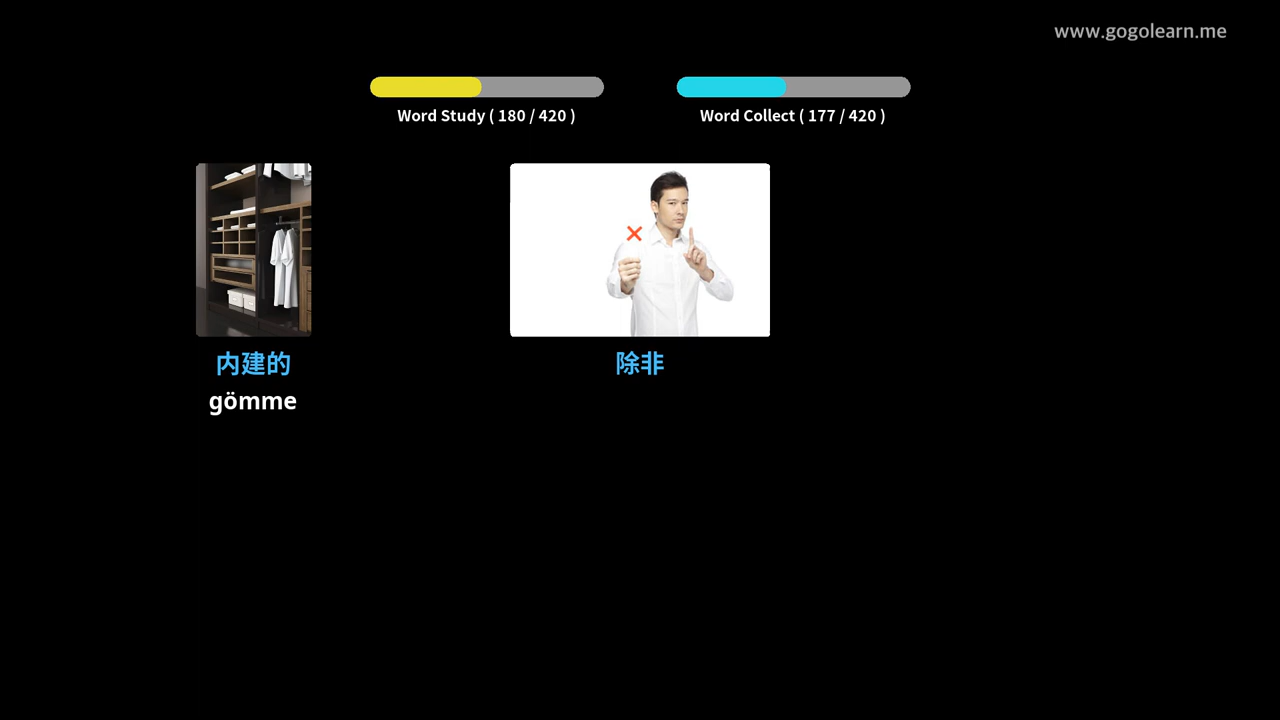 www.gogolearn.me
Word Study ( 180 / 420 )
Word Collect ( 177 / 420 )
内建的
gömme
除非